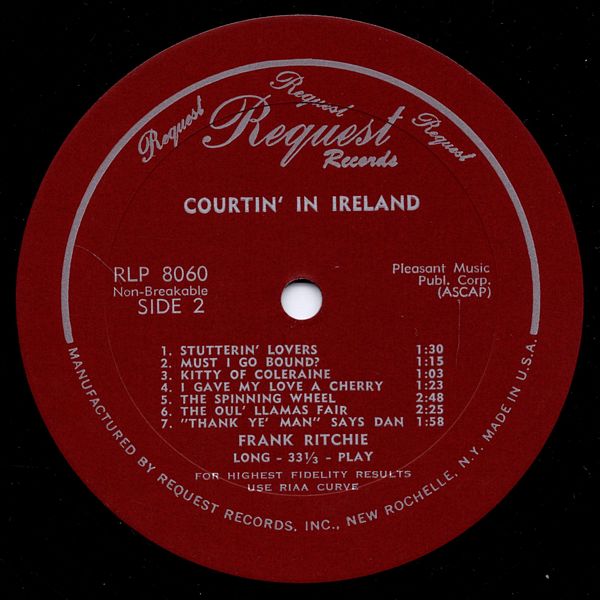 Request
Request
Request
Request
Records
COURTIN' IN IRELAND
RLP 8060
Non-Breakable
SIDE 2
Pleasant Music
Publ. Corp.
(ASCAP)
1. STUTTERIN' LOVERS 1:30
2. MUST I GO BOUND? 1:15
3. KITTY OF COLERAINE 1:03
4. I GAVE MY LOVE A CHERRY 1:23
5. THE SPINNING WHEEL 2:48
6. THE OUL' LLAMAS FAIR 2:25
7. "THANK YE' MAN" SAYS DAN 1:58
FRANK RITCHIE
LONG - 33⅓ - PLAY
FOR HIGHEST FIDELITY RESULTS
USE RIAA CURVE
MANUFACTURED BY REQUEST RECORDS, INC., NEW ROCHELLE, N.Y. MADE IN U.S.A.